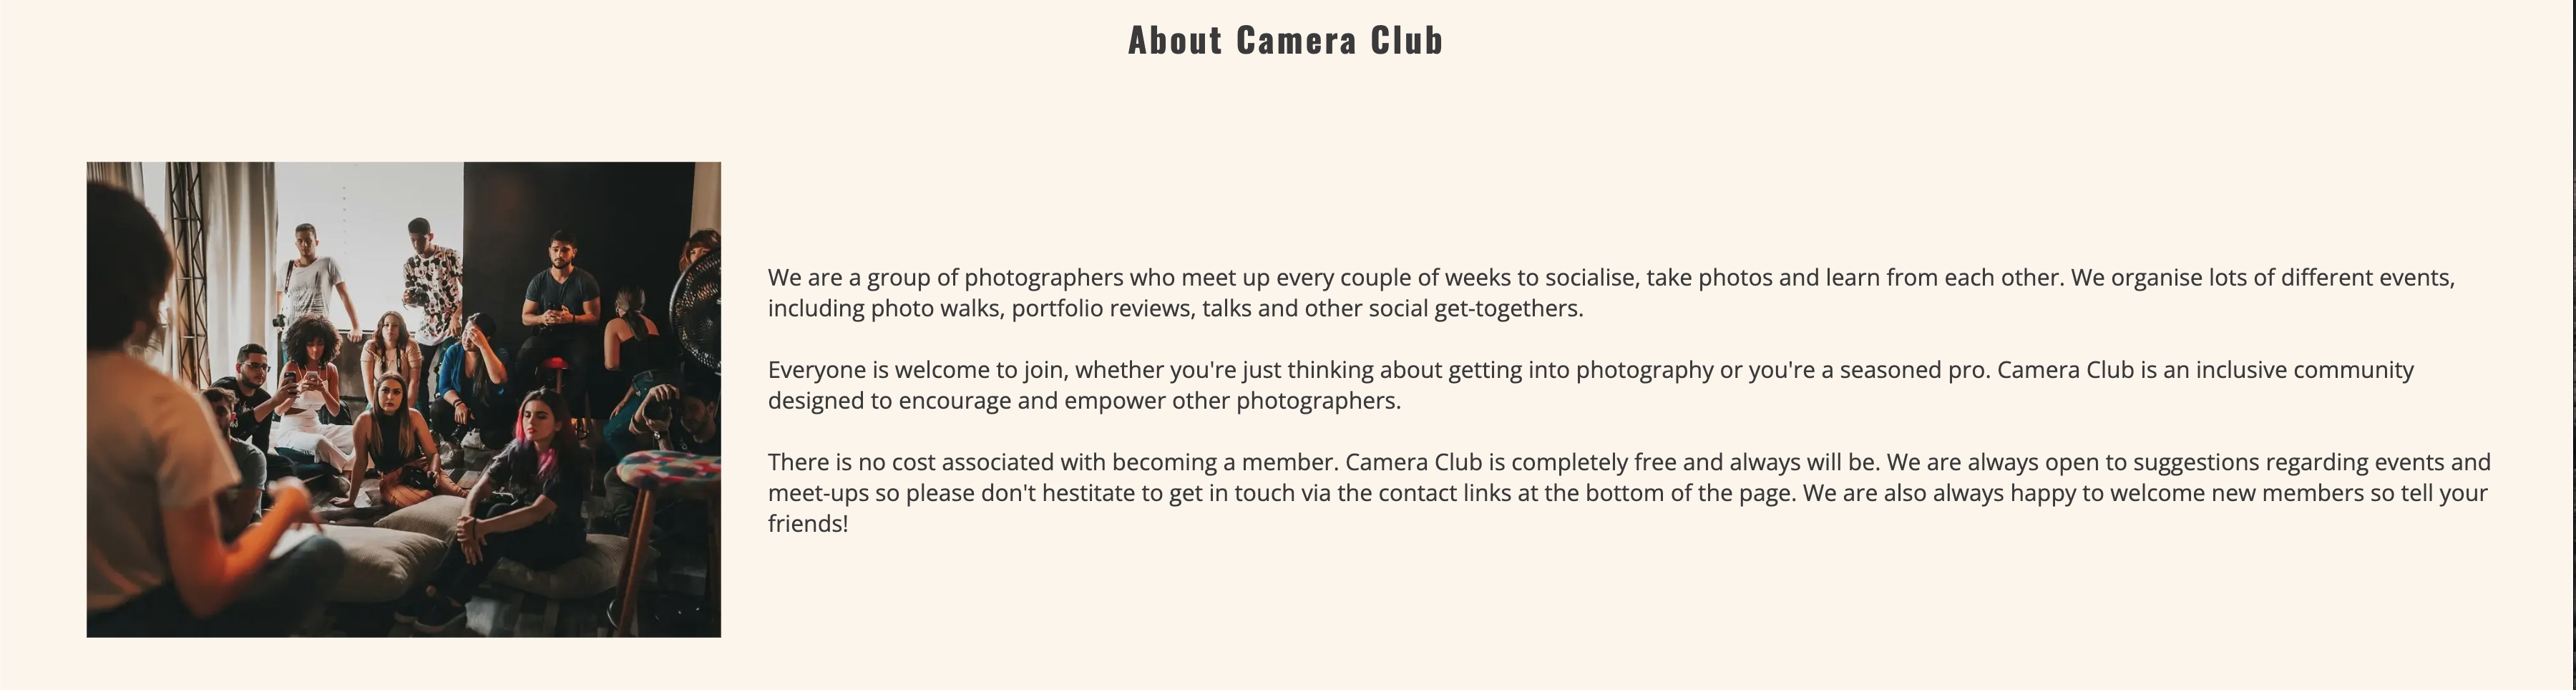 About Camera Club
We are a group of photographers who meet up every couple of weeks to socialise, take photos and learn from each other. We organise lots of different events,
including photo walks, portfolio reviews, talks and other social get-togethers.
Everyone is welcome to join, whether you're just thinking about getting into photography or you're a seasoned pro. Camera Club is an inclusive community
designed to encourage and empower other photographers.
There is no cost associated with becoming a member. Camera Club is completely free and always will be. We are always open to suggestions regarding events and
meet-ups so please don't hestitate to get in touch via the contact links at the bottom of the page. We are also always happy to welcome new members so tell your
friends!